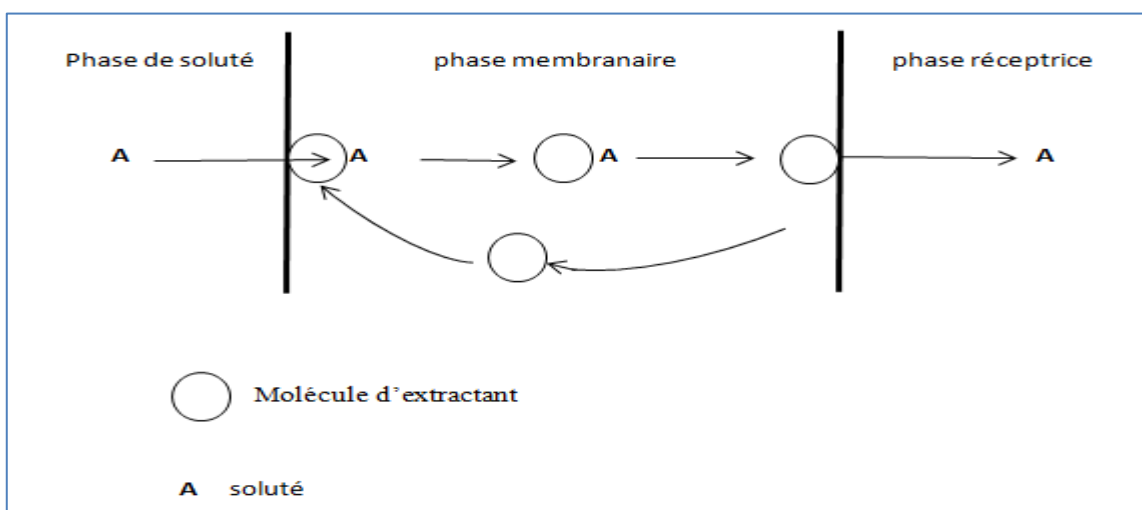 Phase de soluté phase membranaire phase réceptrice
A A A A
Molécule d'extractant
A soluté